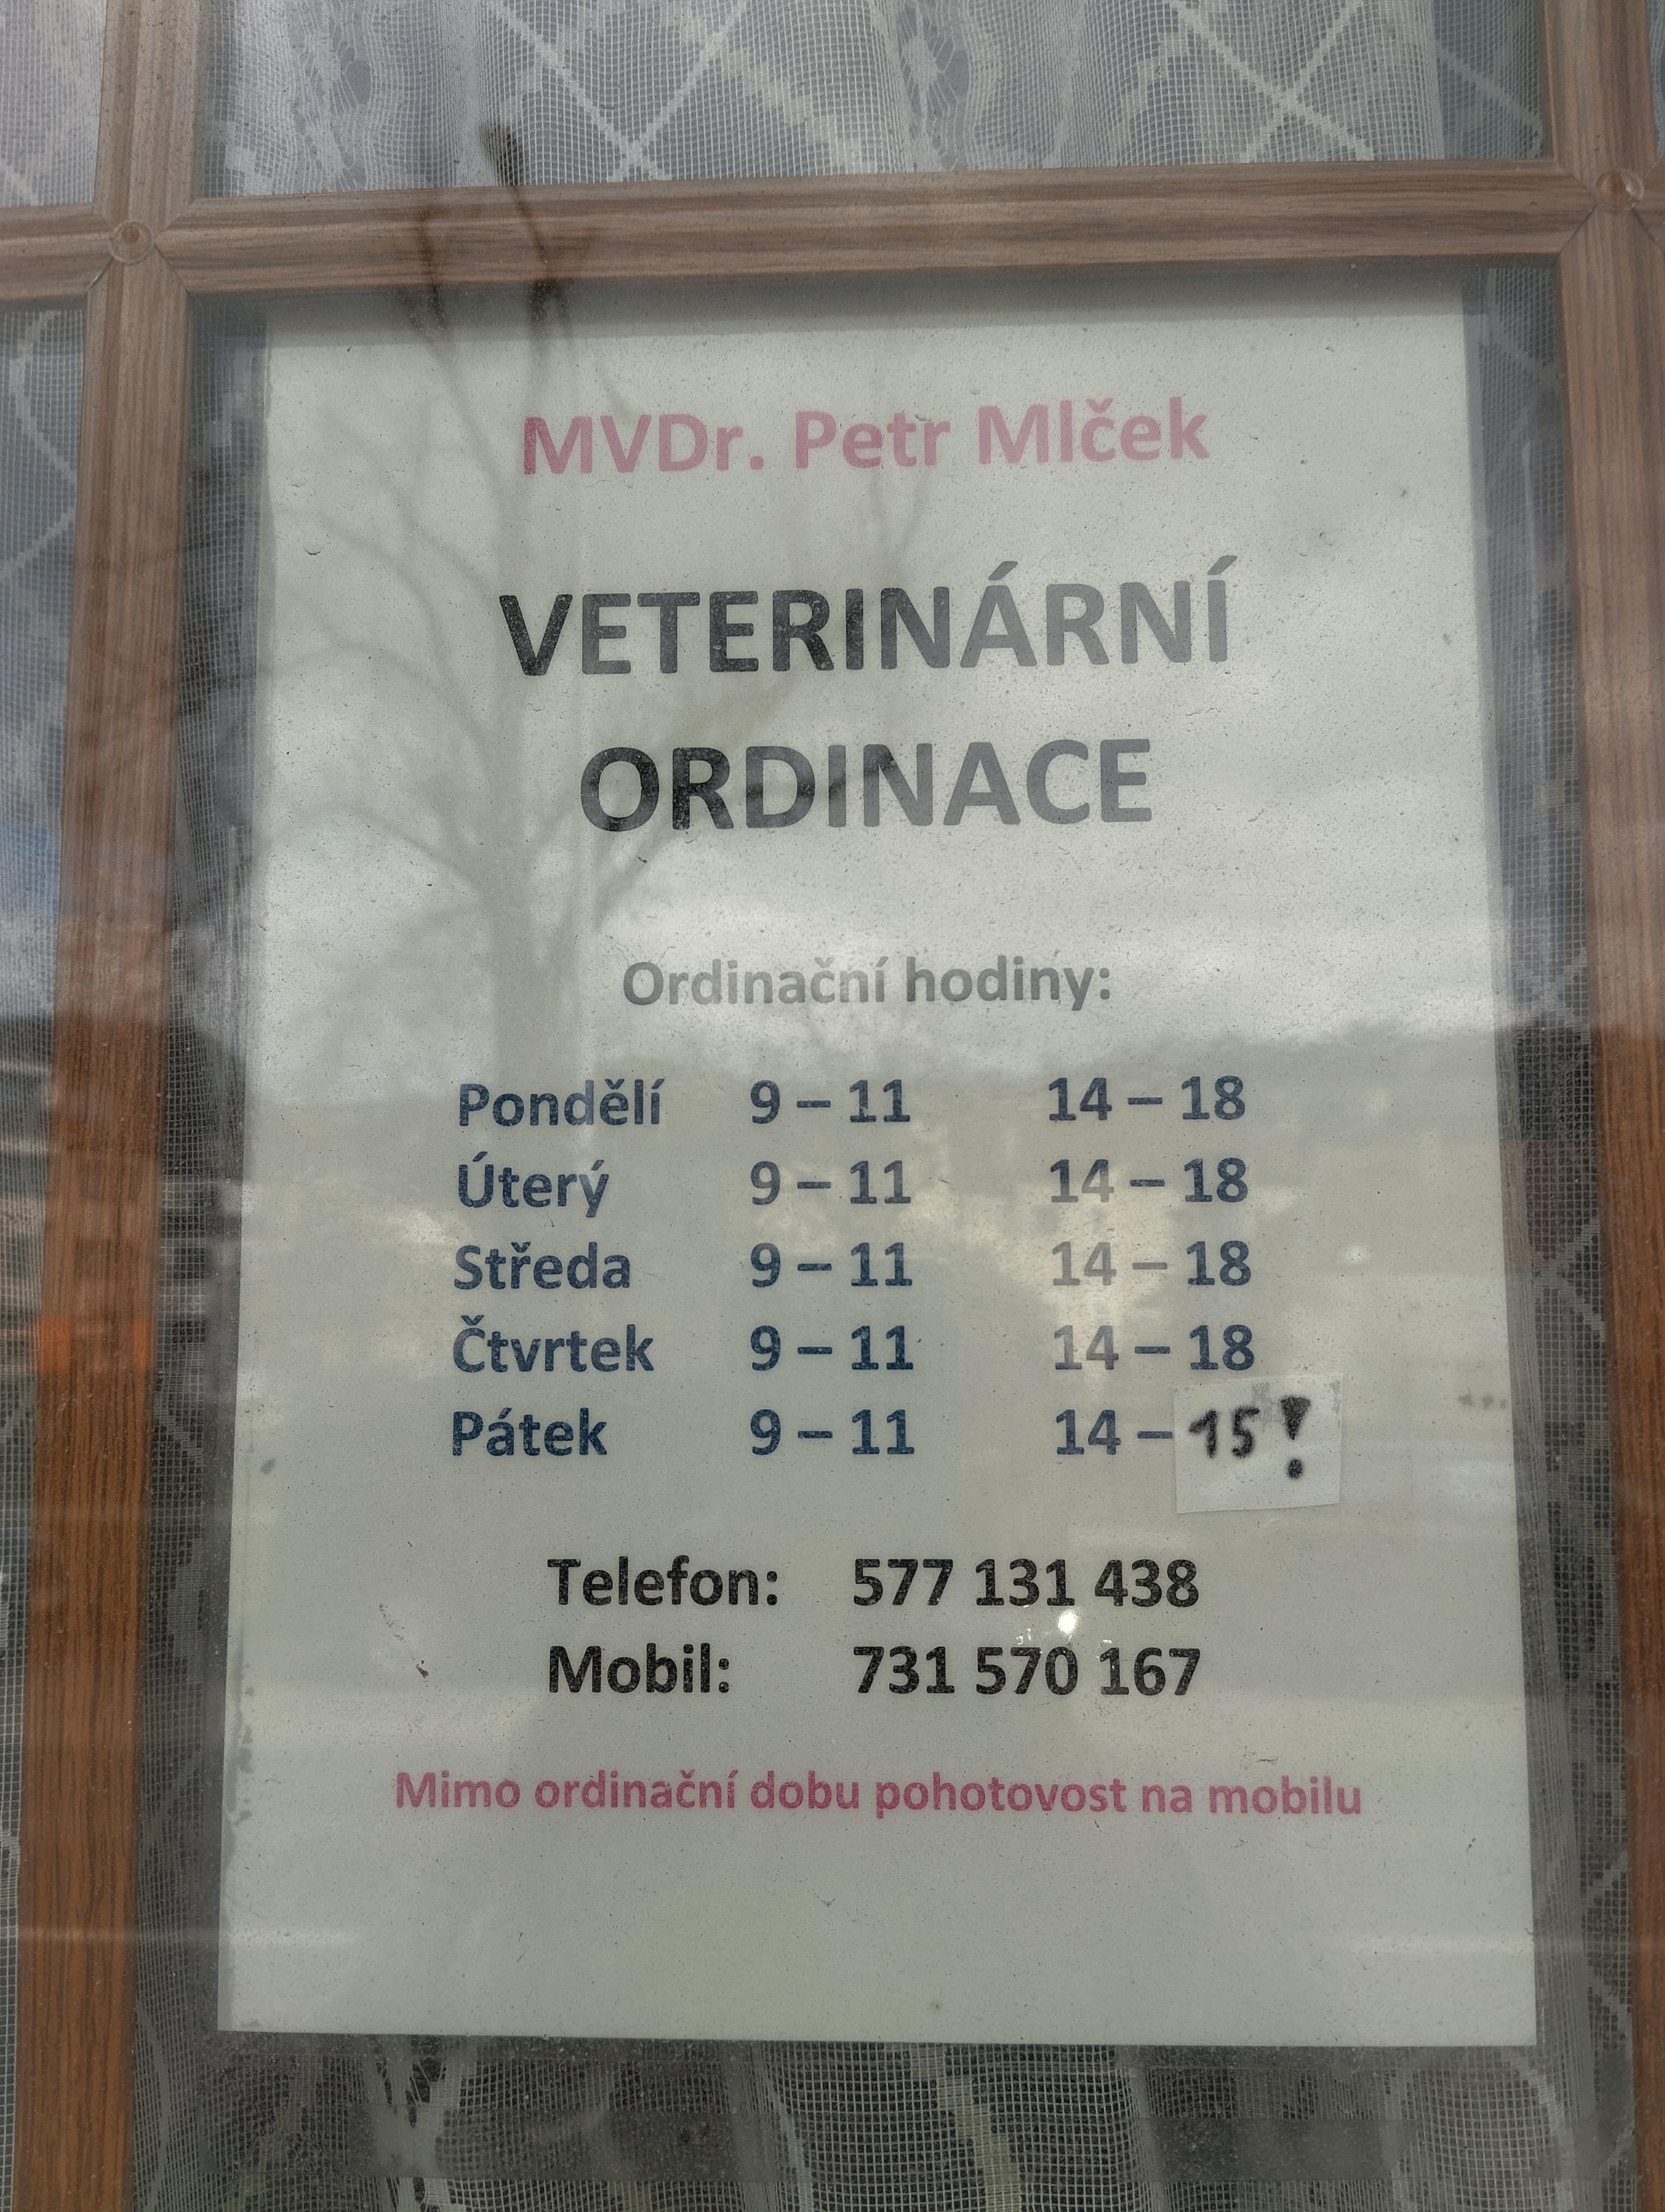 MVDr. Petr Mlček
VETERINÁRNÍ
ORDINACE
Ordinační hodiny:
Pondělí 9 – 11 14 – 18
Úterý 9 – 11 14 – 18
Středa 9 – 11 14 – 18
Čtvrtek 9 – 11 14 – 18
Pátek 9 – 11 14 – 15!
Telefon: 577 131 438
Mobil: 731 570 167
Mimo ordinační dobu pohotovost na mobilu